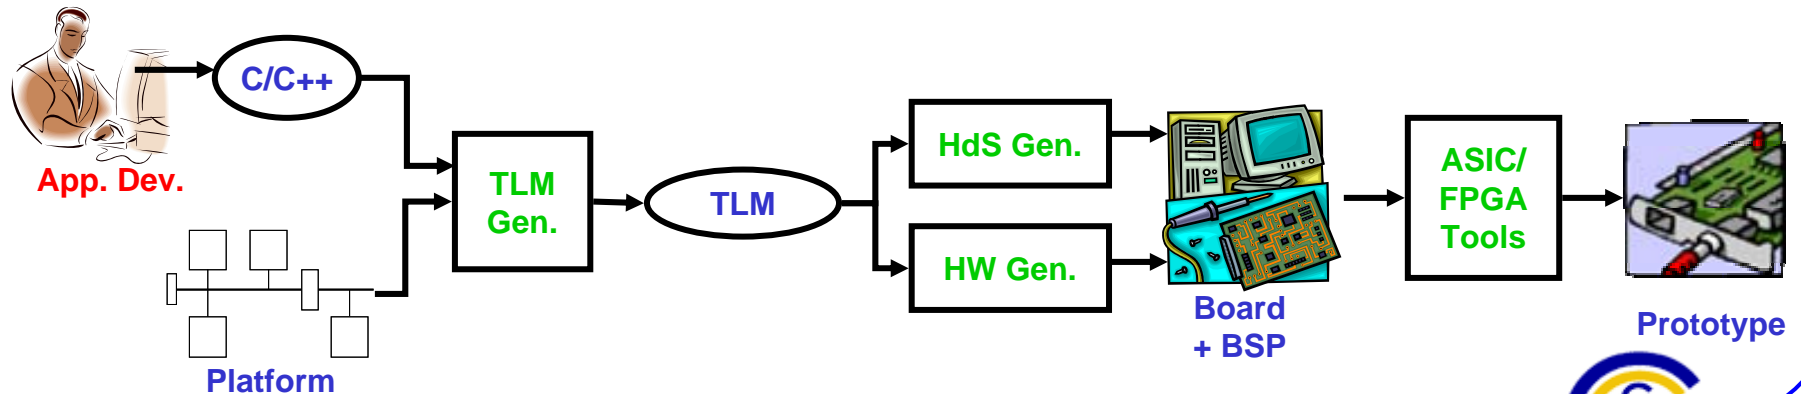 C/C++
App. Dev.
TLM
Gen.
Platform
TLM
HdS Gen.
HW Gen.
Board
+ BSP
ASIC/
FPGA
Tools
Prototype